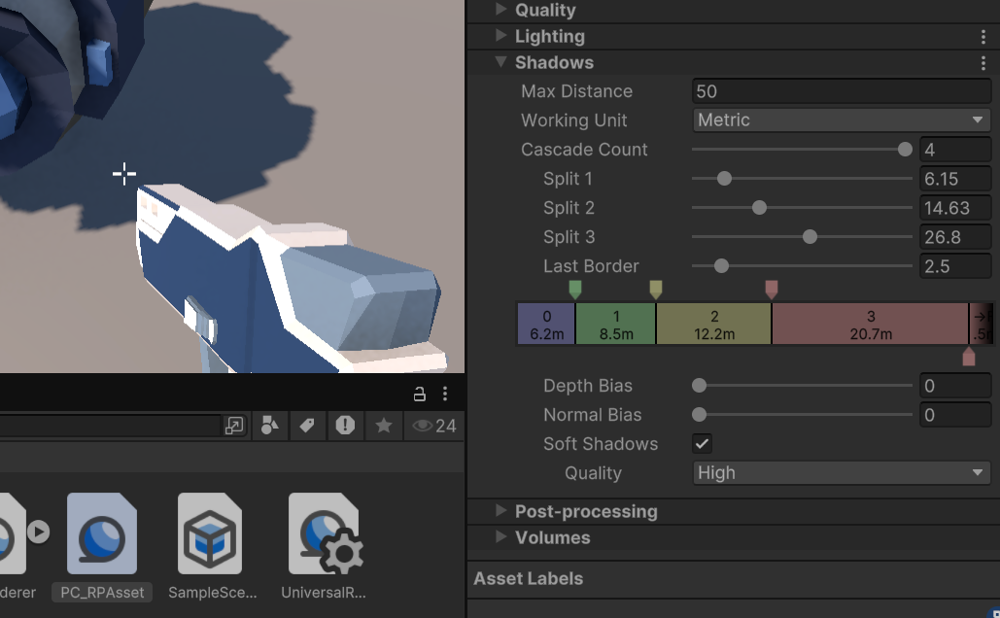 Quality
Lighting
Shadows
Max Distance 50
Working Unit Metric
Cascade Count 4
Split 1 6.15
Split 2 14.63
Split 3 26.8
Last Border 2.5
0 1 2 3
6.2m 8.5m 12.2m 20.7m
Depth Bias 0
Normal Bias 0
Soft Shadows
Quality High
Post-processing
Volumes
Asset Labels
24
derer PC_RPAsset SampleSce... UniversalR...